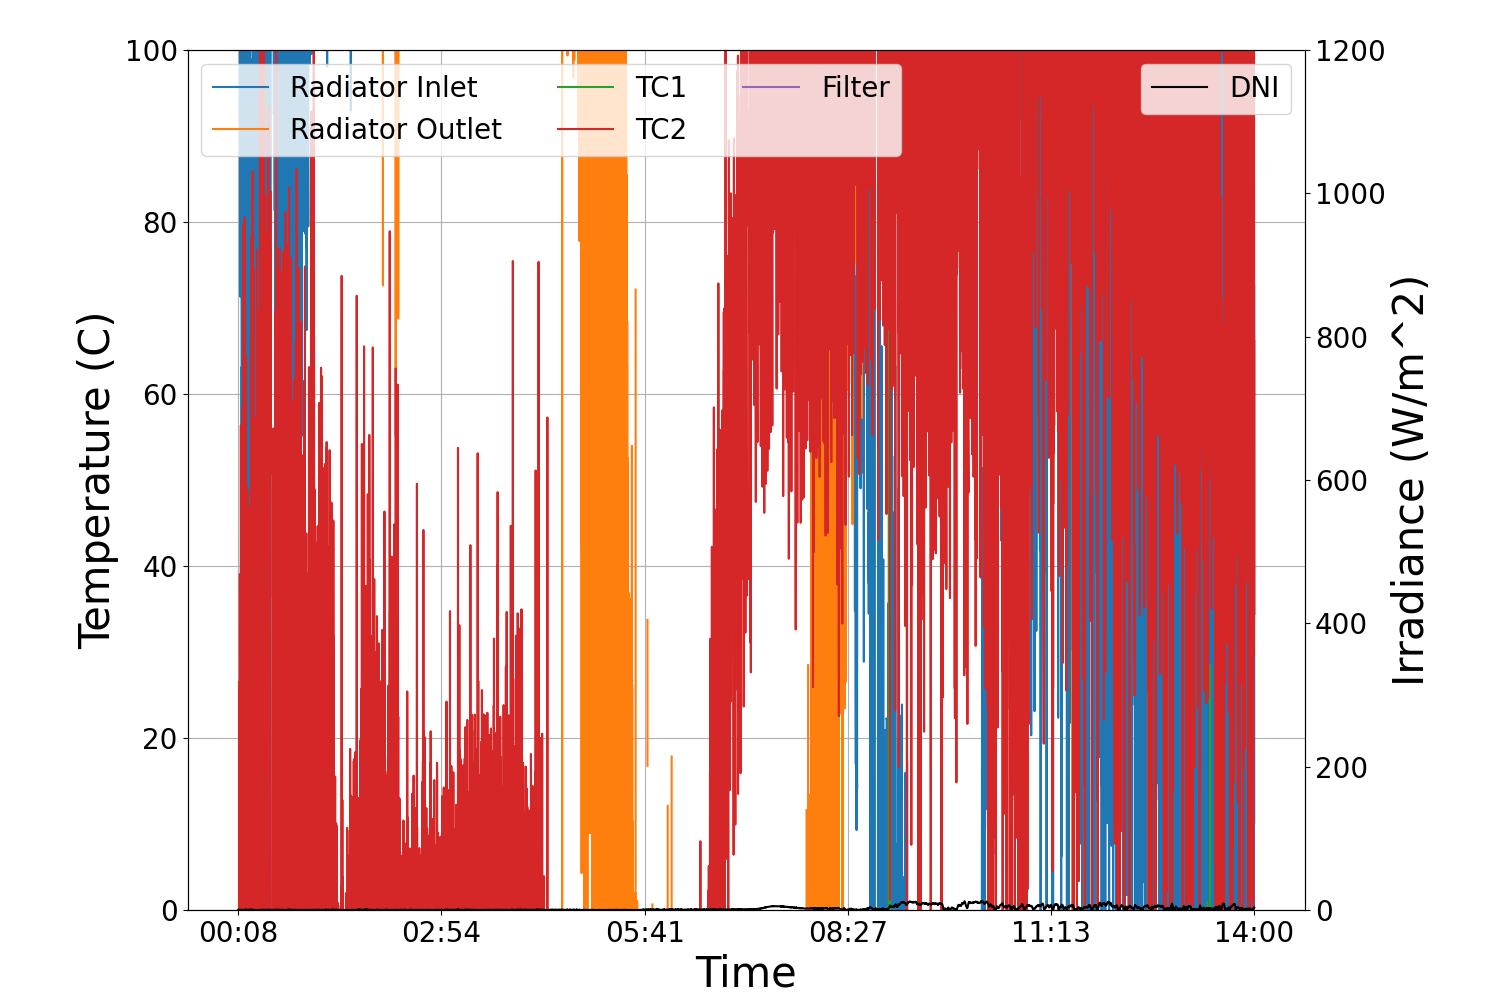 100
80
60
40
20
0
Temperature (C)
Radiator Inlet
Radiator Outlet
TC1
TC2
Filter
DNI
1200
1000
800
600
400
200
0
Irradiance (W/m^2)
00:08
02:54
05:41
08:27
11:13
14:00
Time